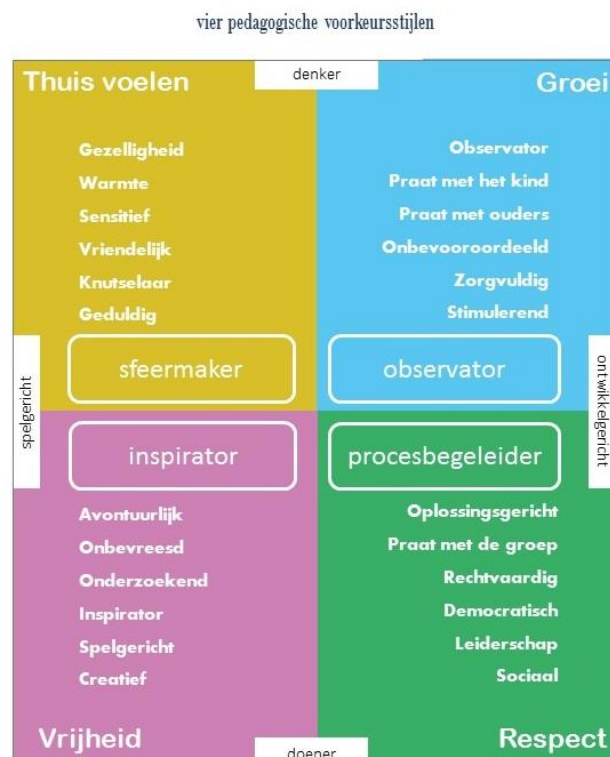 vier pedagogische voorkeursstijlen
denker
Thuis voelen
Gezelligheid
Warmte
Sensitief
Vriendelijk
Knutselaar
Geduldig
sfeermaker
Groei
Observator
Praat met het kind
Praat met ouders
Onbevooroordeeld
Zorgvuldig
Stimulerend
observator
spelgericht
ontwikkelgericht
inspirator
Avontuurlijk
Onbevreesd
Onderzoekend
Inspirator
Spelgericht
Creatief
Vrijheid
procesbegeleider
Oplossingsgericht
Praat met de groep
Rechtvaardig
Democratisch
Leiderschap
Sociaal
Respect
doener